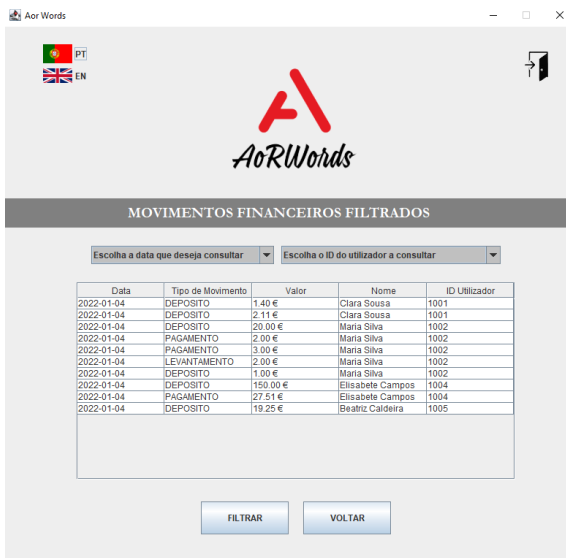 Aor Words
PT
EN
AoRWords
MOVIMENTOS FINANCEIROS FILTRADOS
Escolha a data que deseja consultar Escolha o ID do utilizador a consultar
Data Tipo de Movimento Valor Nome ID Utilizador
2022-01-04 DEPOSITO 1.40 € Clara Sousa 1001
2022-01-04 DEPOSITO 2.11 € Clara Sousa 1001
2022-01-04 DEPOSITO 20.00 € Maria Silva 1002
2022-01-04 PAGAMENTO 2.00 € Maria Silva 1002
2022-01-04 PAGAMENTO 3.00 € Maria Silva 1002
2022-01-04 LEVANTAMENTO 2.00 € Maria Silva 1002
2022-01-04 DEPOSITO 1.00 € Maria Silva 1002
2022-01-04 DEPOSITO 150.00 € Elisabete Campos 1004
2022-01-04 PAGAMENTO 27.51 € Elisabete Campos 1004
2022-01-04 DEPOSITO 19.25 € Beatriz Caldeira 1005
FILTRAR VOLTAR